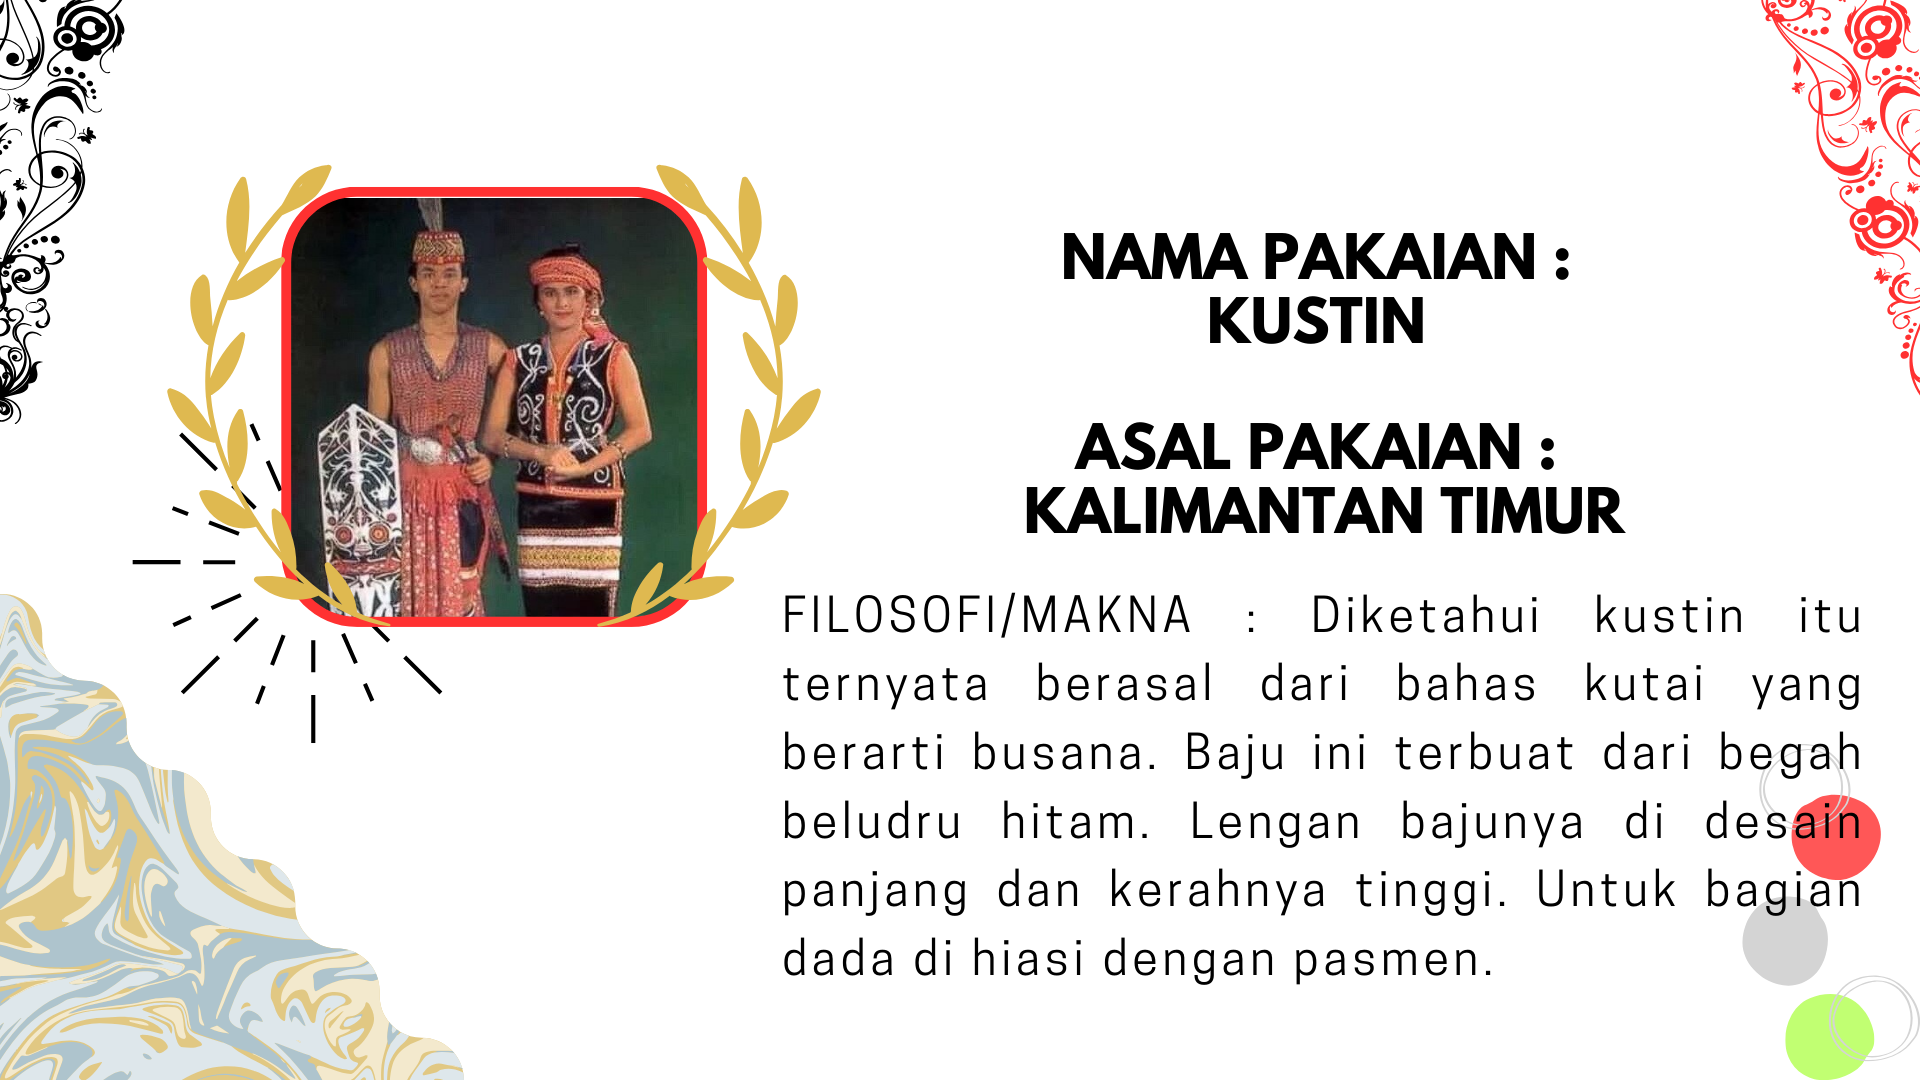 NAMA PAKAIAN :
KUSTIN
ASAL PAKAIAN :
KALIMANTAN TIMUR
FILOSOFI/MAKNA : Diketahui kustin itu
ternyata berasal dari bahas kutai yang
berarti busana. Baju ini terbuat dari begah
beludru hitam. Lengan bajunya di desain
panjang dan kerahnya tinggi. Untuk bagian
dada di hiasi dengan pasmen.